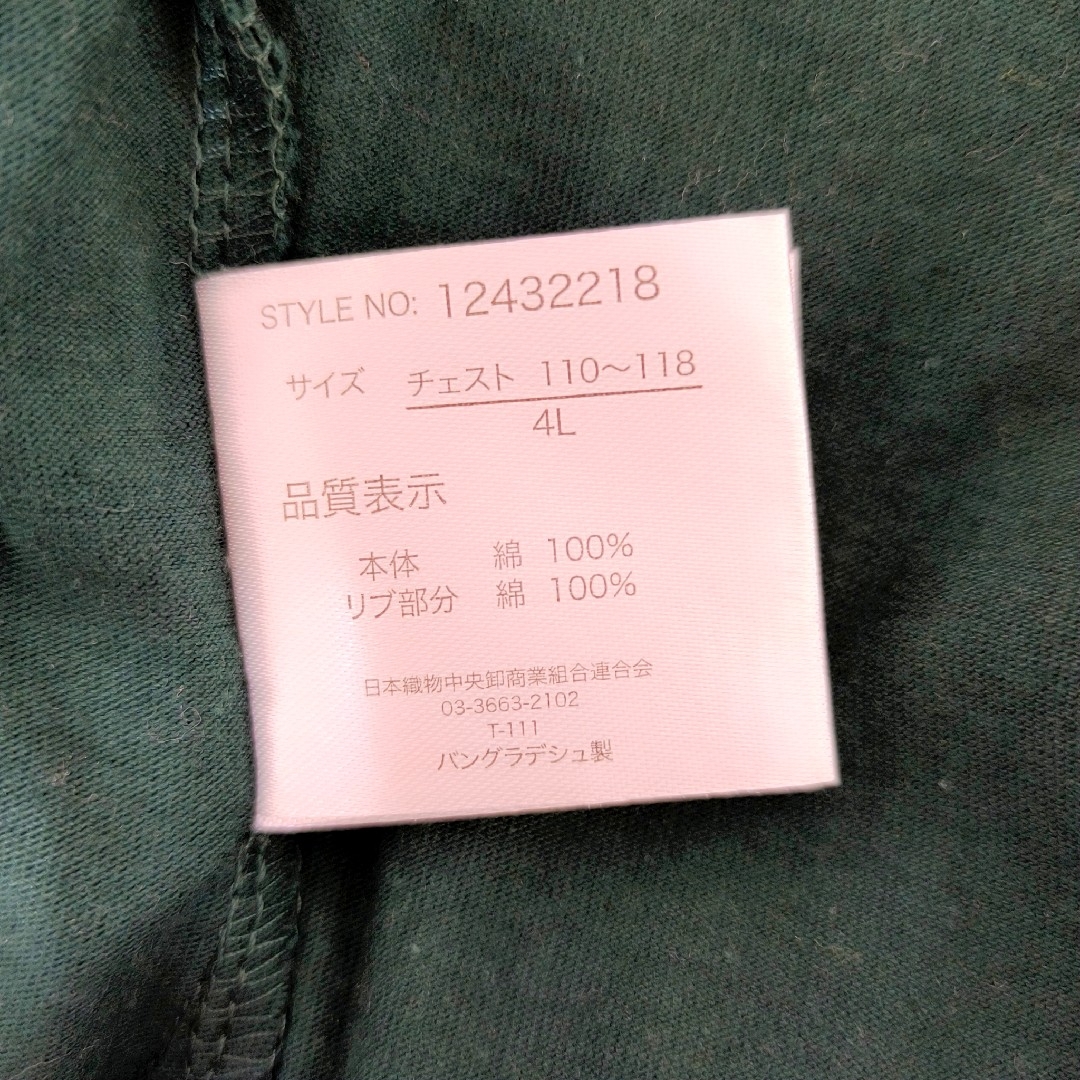 STYLE NO: 12432218
サイズ チェスト 110～118
4L
品質表示
本体 綿 100%
リブ部分 綿 100%
日本織物中央卸商業組合連合会
03-3663-2102
T-111
バングラデシュ製